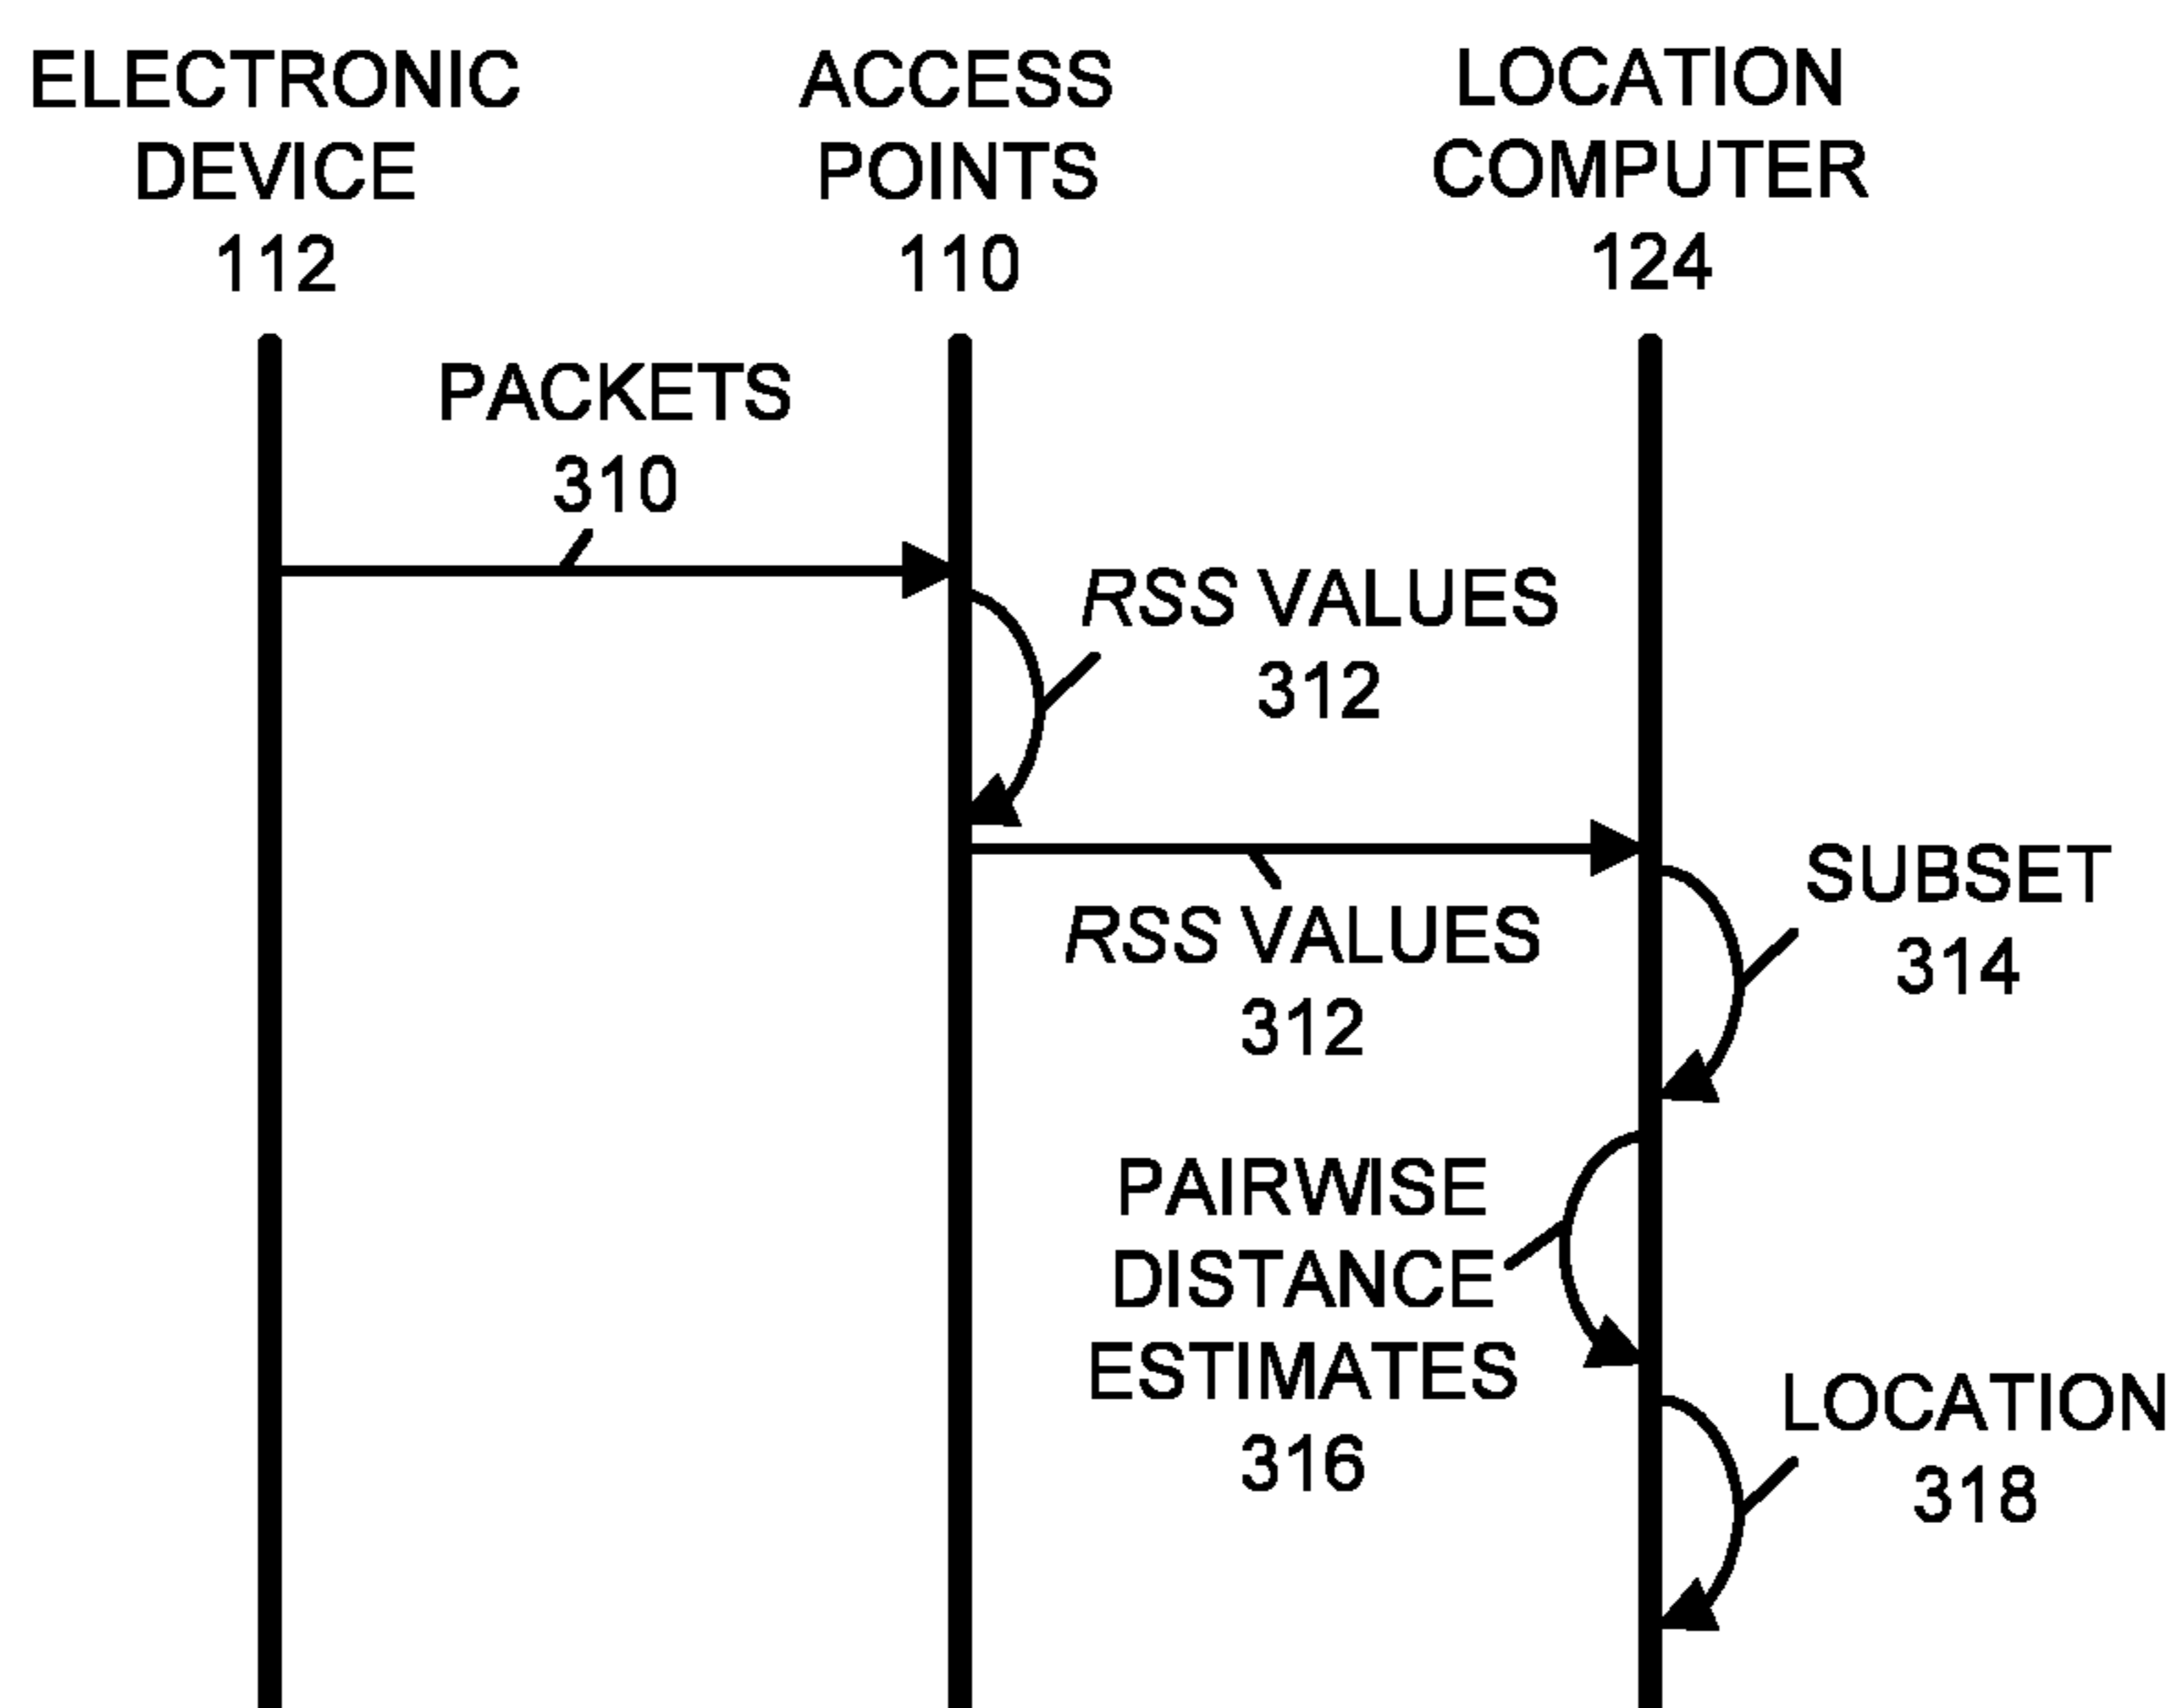 ELECTRONIC
DEVICE
112
ACCESS
POINTS
110
LOCATION
COMPUTER
124
PACKETS
310
RSS VALUES
312
RSS VALUES
312
SUBSET
314
PAIRWISE
DISTANCE
ESTIMATES
316
LOCATION
318